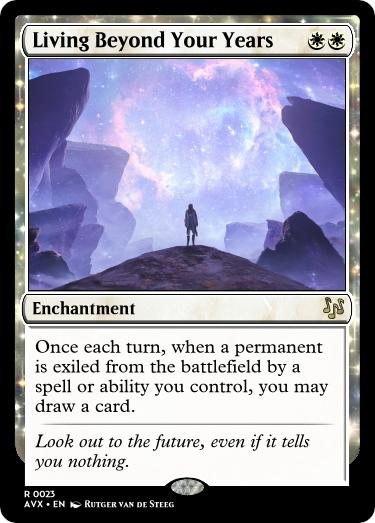 Living Beyond Your Years
Enchantment
Once each turn, when a permanent
is exiled from the battlefield by a
spell or ability you control, you may
draw a card.
Look out to the future, even if it tells
you nothing.
R 0023
AVX • EN Rutger van de Steeg